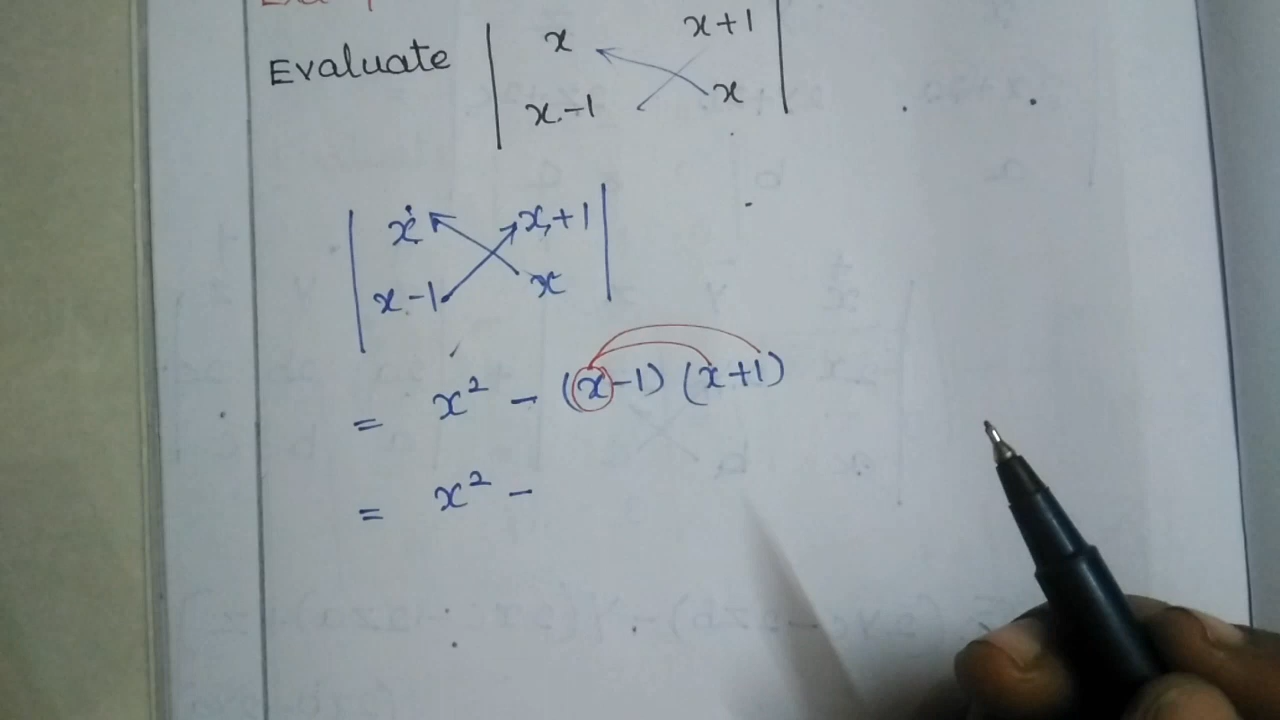 Evaluate | x x+1 |
| x-1 x |
| x x+1 |
| x-1 x |
= x² - (x-1) (x+1)
= x² -